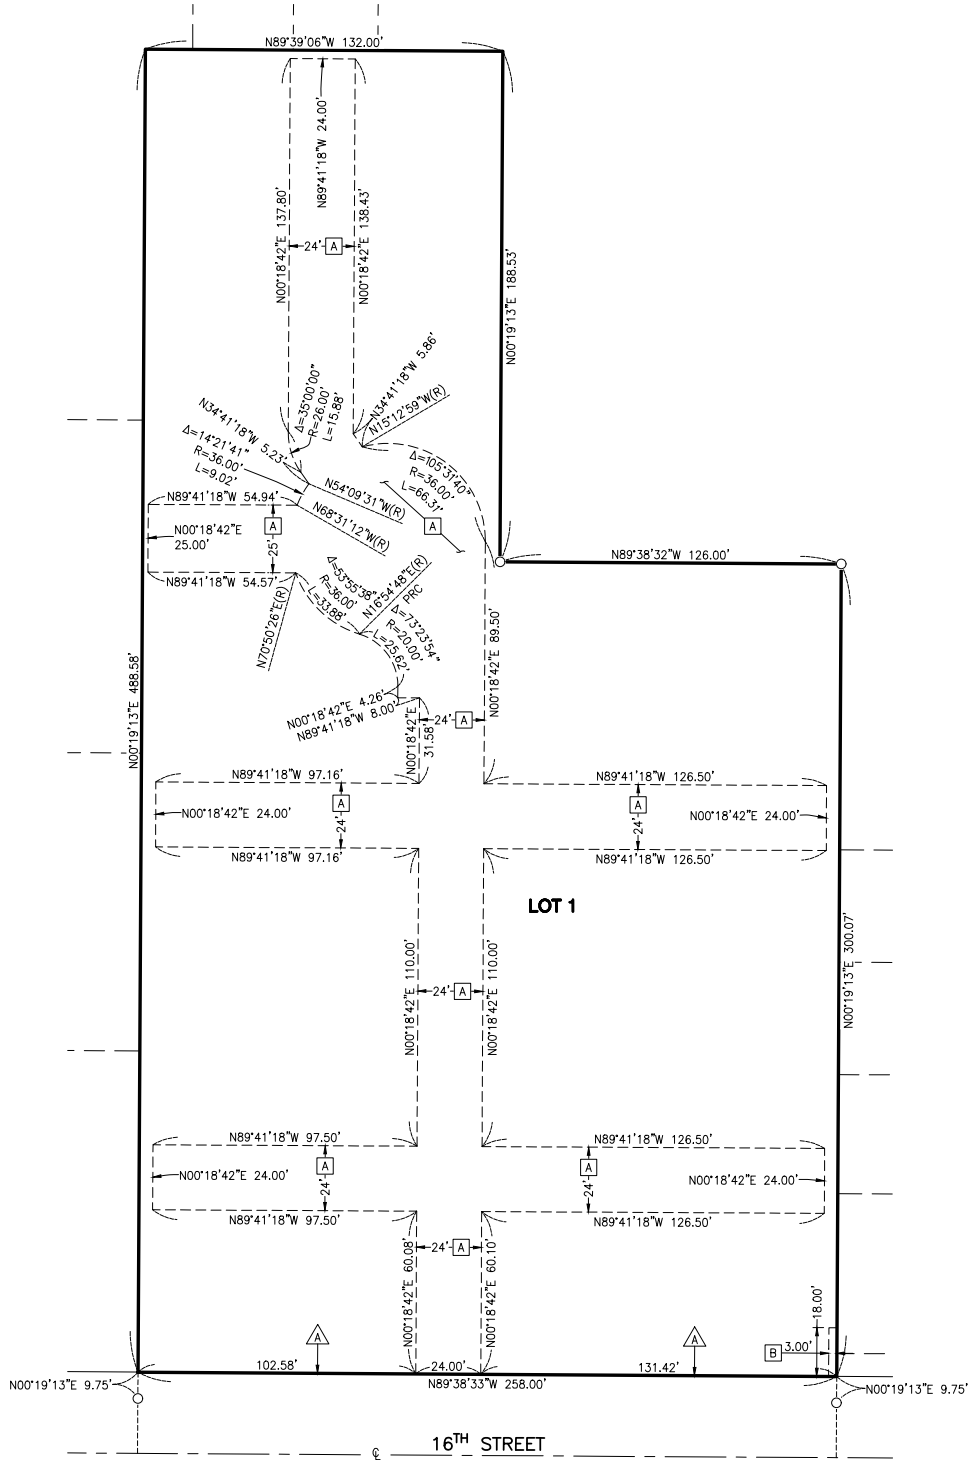 N89°39'06"W 132.00'
N89°41'18"W 24.00'
N00°18'42"E 137.80'
N00°18'42"E 138.43'
24'
A
N00°19'13"E 188.53'
N34°41'18"W 5.86'
N15°12'59"W(R)
Δ=35°00'00"
R=26.00'
L=15.88'
N34°41'18"W 5.23'
Δ=14°21'41"
R=36.00'
L=9.02'
Δ=105°31'40"
R=36.00'
L=66.31'
A
N54°09'31"W(R)
N68°31'12"W(R)
N89°41'18"W 54.94'
N00°18'42"E
25.00'
A
25'
N89°41'18"W 54.57'
N89°38'32"W 126.00'
Δ=53°55'38"
R=36.00'
L=33.88'
N16°54'48"E(R)
PRC
Δ=73°23'54"
R=20.00'
L=25.62'
N70°50'26"E(R)
N00°19'13"E 488.58'
N00°18'42"E 89.50'
N00°18'42"E 4.26'
N89°41'18"W 8.00'
N00°18'42"E
31.58'
24'
A
N89°41'18"W 97.16'
N89°41'18"W 126.50'
N00°18'42"E 24.00'
A
24'
A
24'
N00°18'42"E 24.00'
N89°41'18"W 97.16'
N89°41'18"W 126.50'
LOT 1
N00°18'42"E 110.00'
24'
A
N00°18'42"E 110.00'
N00°19'13"E 300.07'
N89°41'18"W 97.50'
N89°41'18"W 126.50'
N00°18'42"E 24.00'
A
24'
A
24'
N00°18'42"E 24.00'
N89°41'18"W 97.50'
N89°41'18"W 126.50'
N00°18'42"E 60.08'
24'
A
N00°18'42"E 60.10'
18.00'
A
A
B
3.00'
102.58'
24.00'
131.42'
N89°38'33"W 258.00'
N00°19'13"E 9.75'
N00°19'13"E 9.75'
16TH STREET
℄